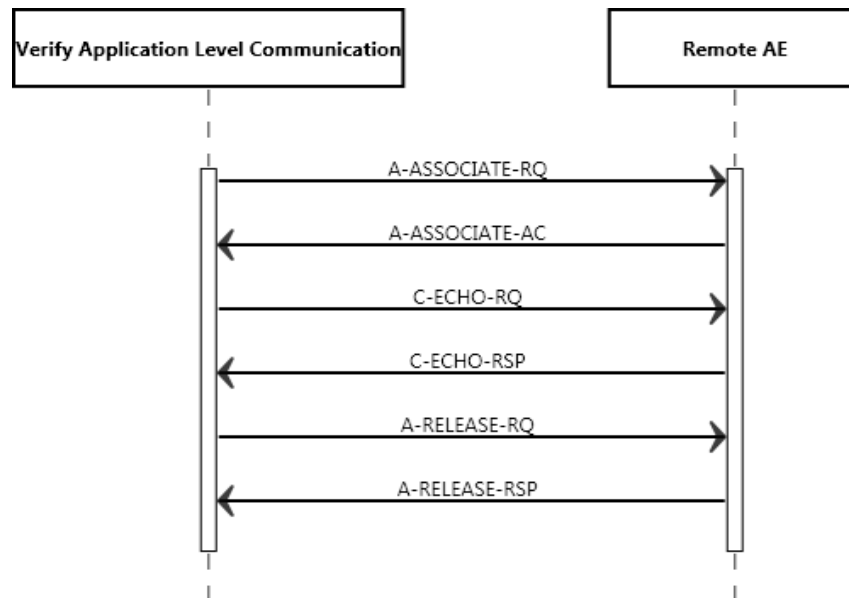 Verify Application Level Communication
Remote AE
A-ASSOCIATE-RQ
A-ASSOCIATE-AC
C-ECHO-RQ
C-ECHO-RSP
A-RELEASE-RQ
A-RELEASE-RSP